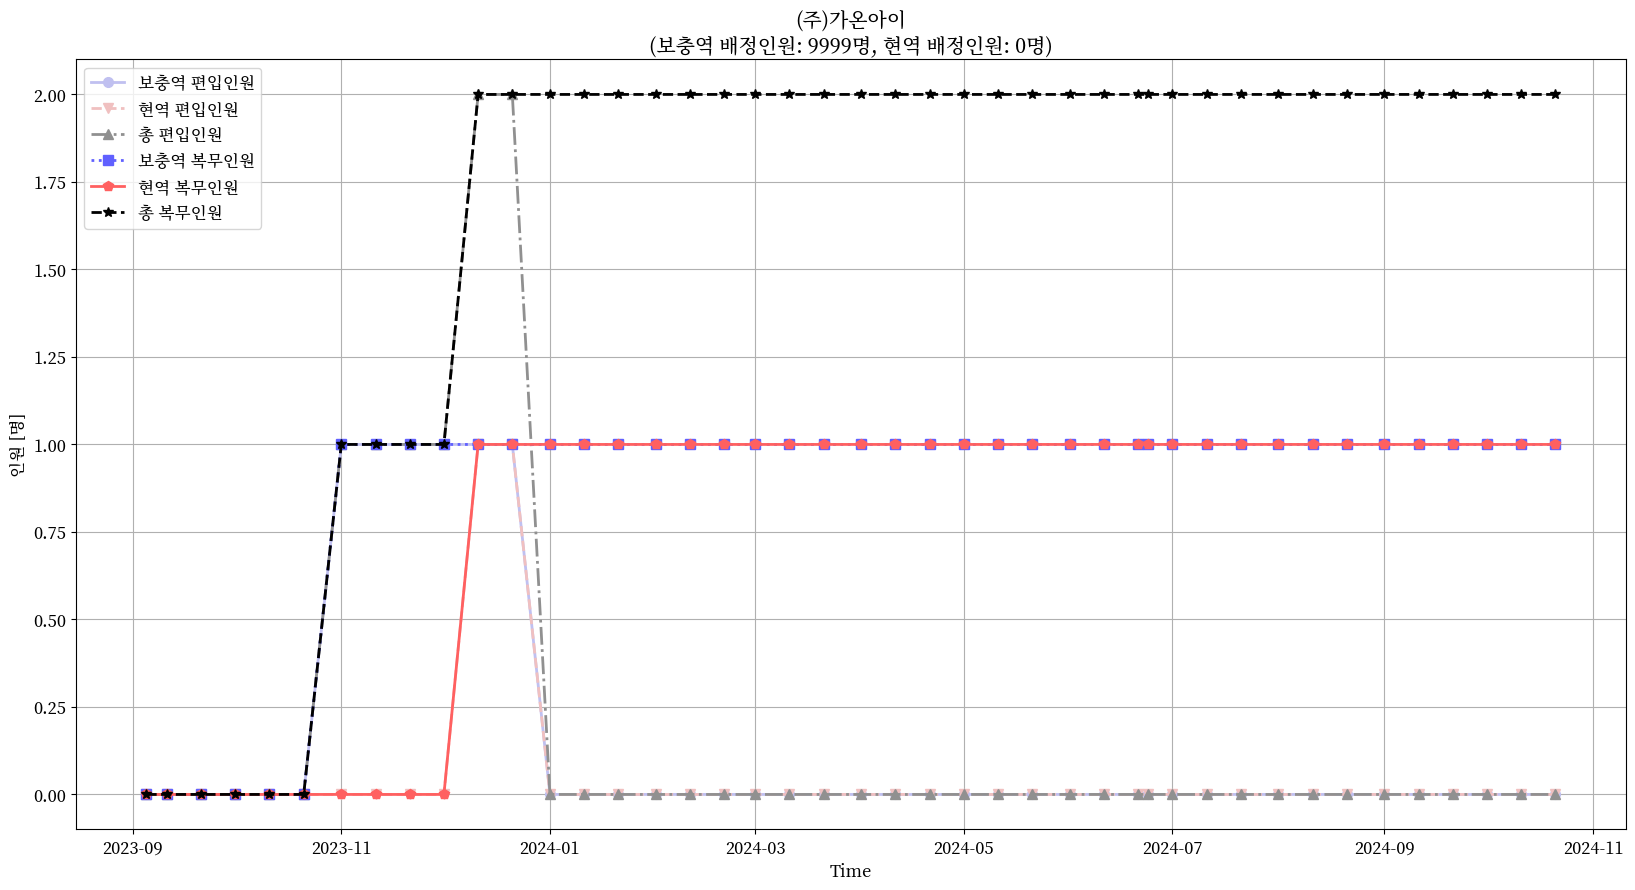 (주)가온아이
(보충역 배정인원: 9999명, 현역 배정인원: 0명)
보충역 편입인원
현역 편입인원
총 편입인원
보충역 복무인원
현역 복무인원
총 복무인원
2.00
1.75
1.50
1.25
1.00
0.75
0.50
0.25
0.00
인원 [명]
2023-09
2023-11
2024-01
2024-03
2024-05
2024-07
2024-09
2024-11
Time